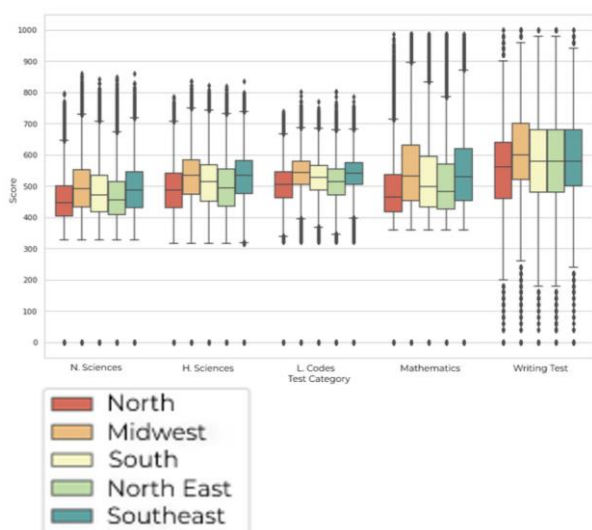 1000
900
800
700
600
500
400
300
200
100
0
Score
N. Sciences
H. Sciences
L. Codes
Mathematics
Writing Test
Test Category
North
Midwest
South
North East
Southeast